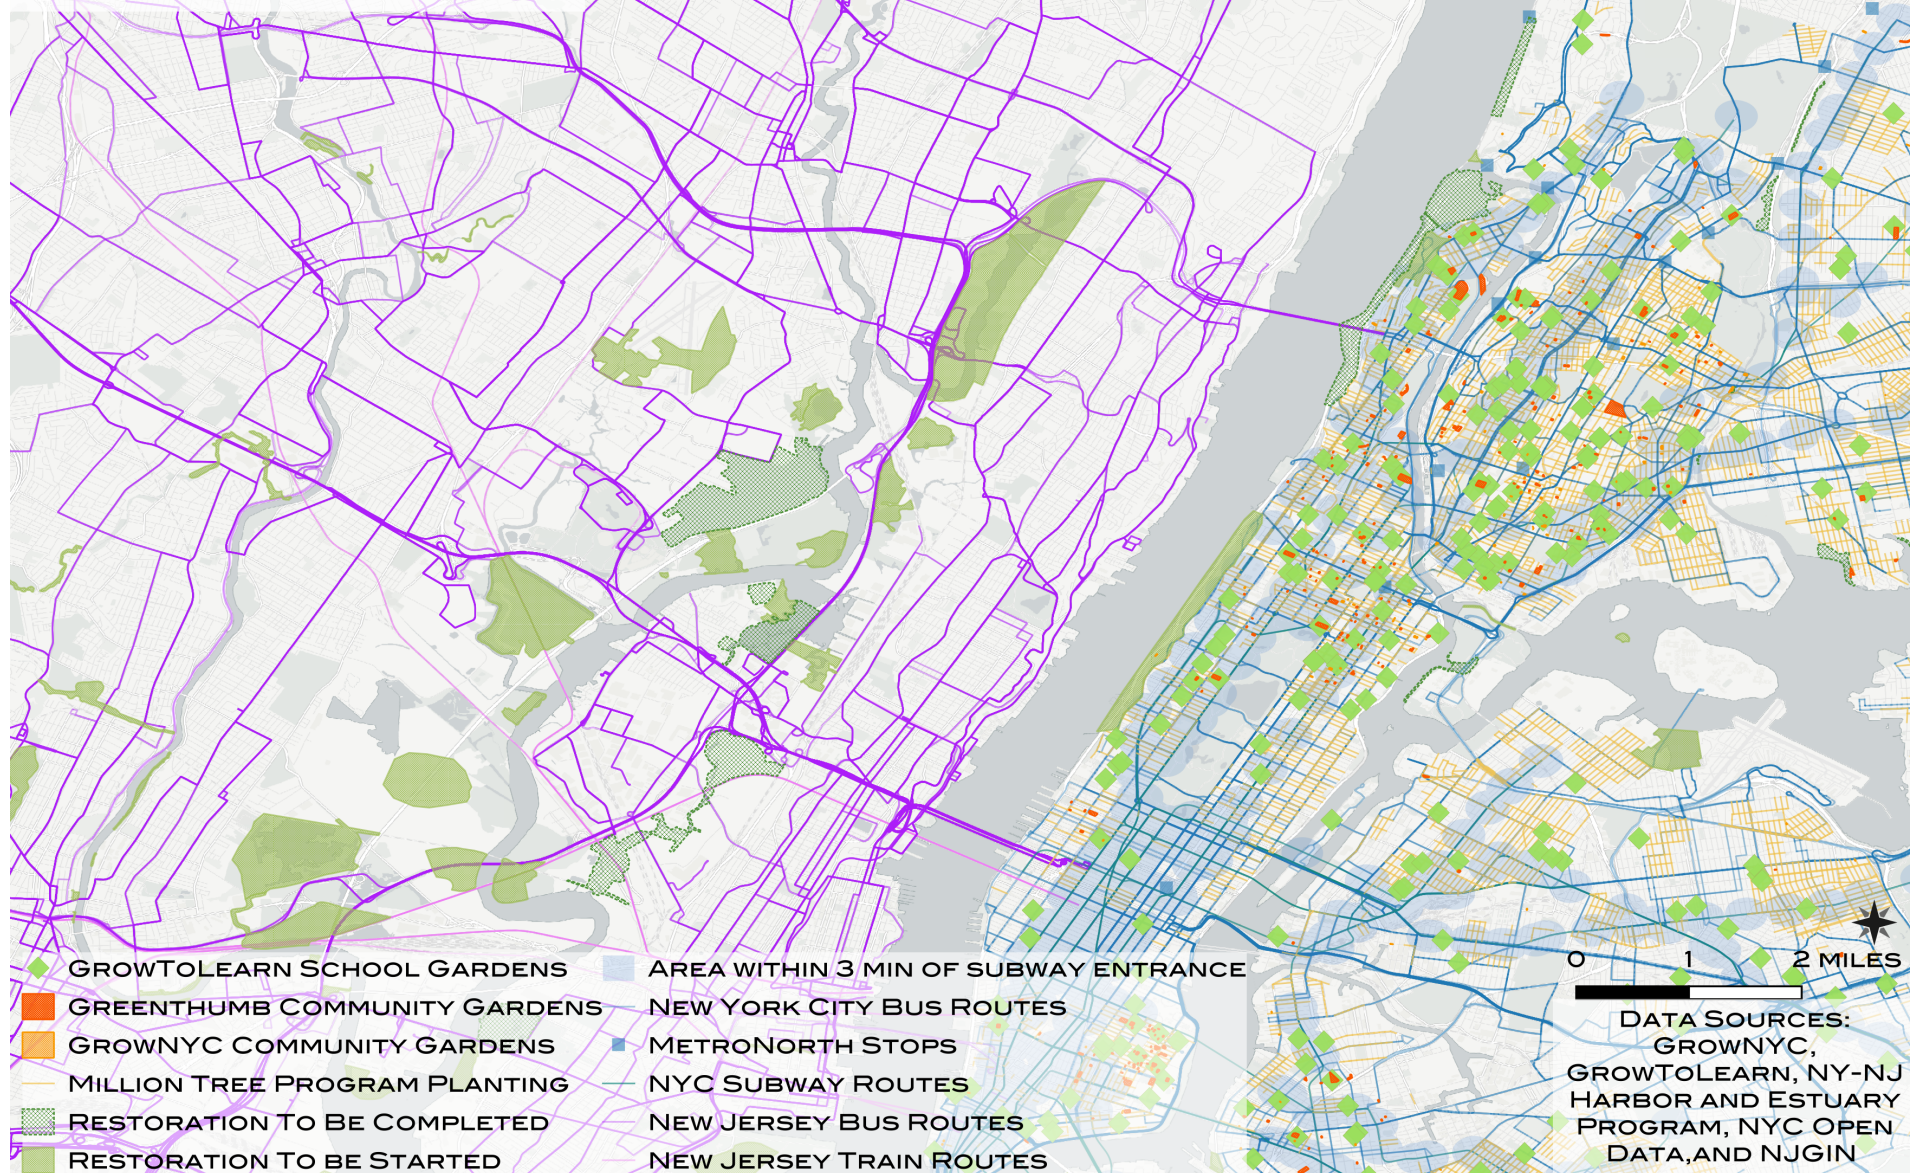 GrowToLearn School Gardens
Greenthumb Community Gardens
GrowNYC Community Gardens
Million Tree Program Planting
Restoration To Be Completed
Restoration To be Started
Area within 3 min of subway entrance
New York City Bus Routes
MetroNorth Stops
NYC Subway Routes
New Jersey Bus Routes
New Jersey Train Routes
0 1 2 miles
Data Sources:
GrowNYC,
GrowToLearn, NY-NJ
Harbor and Estuary
Program, NYC Open
Data,and NJGIN